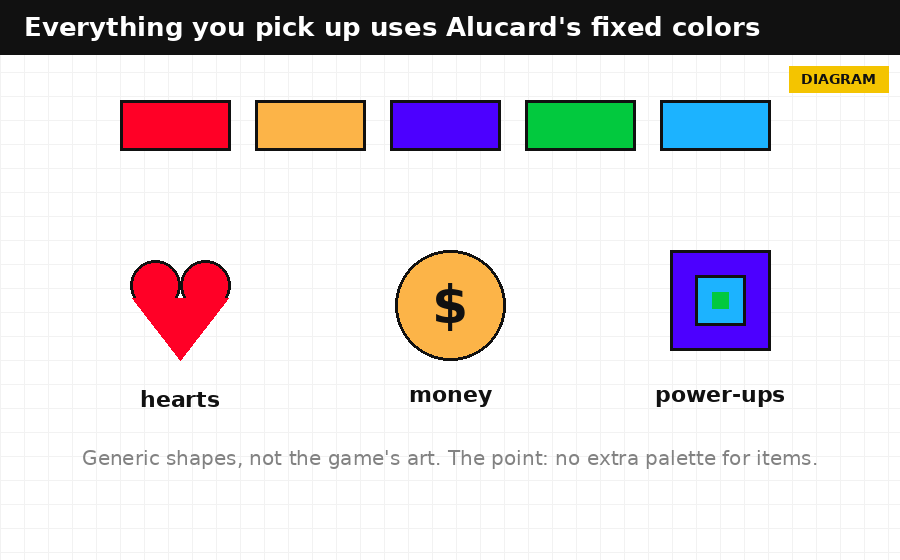 Everything you pick up uses Alucard's fixed colors
DIAGRAM
$
hearts
money
power-ups
Generic shapes, not the game's art. The point: no extra palette for items.